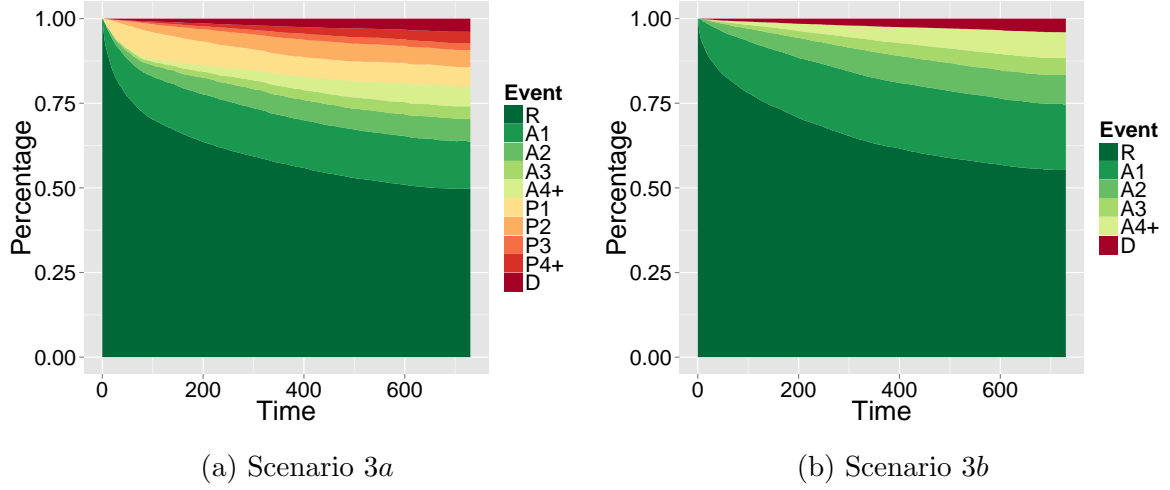 Percentage
1.00
0.75
0.50
0.25
0.00
0
200
400
600
Time
Event
R
A1
A2
A3
A4+
P1
P2
P3
P4+
D
(a) Scenario 3a
Percentage
1.00
0.75
0.50
0.25
0.00
0
200
400
600
Time
Event
R
A1
A2
A3
A4+
D
(b) Scenario 3b